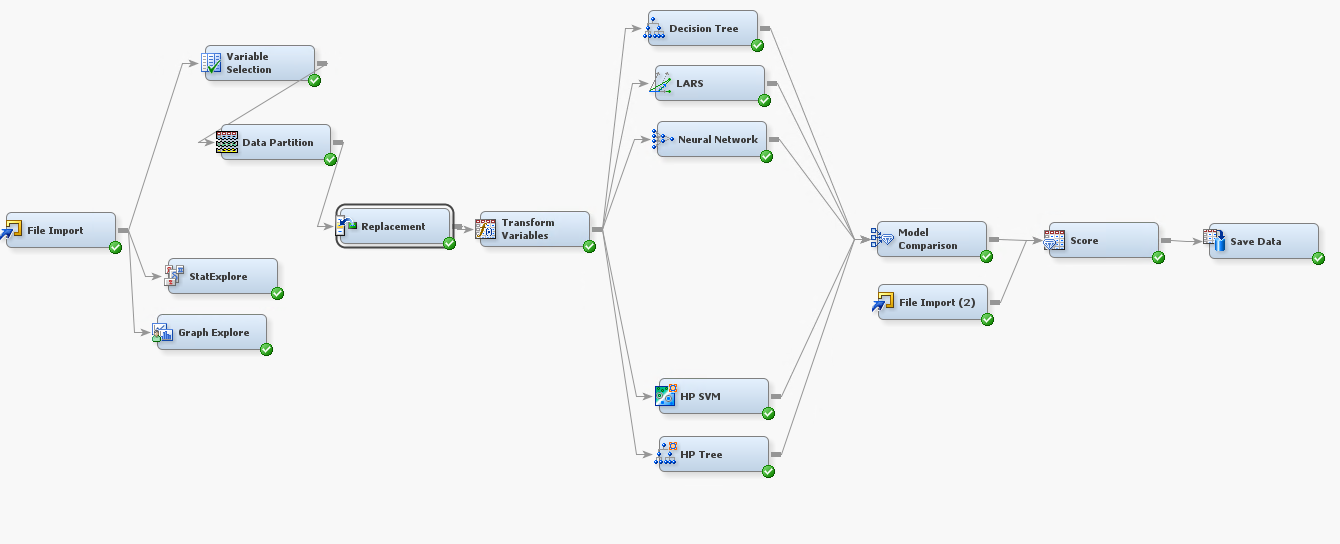 Variable
Selection
Data Partition
File Import
StatExplore
Graph Explore
Replacement
Transform
Variables
Decision Tree
LARS
Neural Network
HP SVM
HP Tree
Model
Comparison
File Import (2)
Score
Save Data